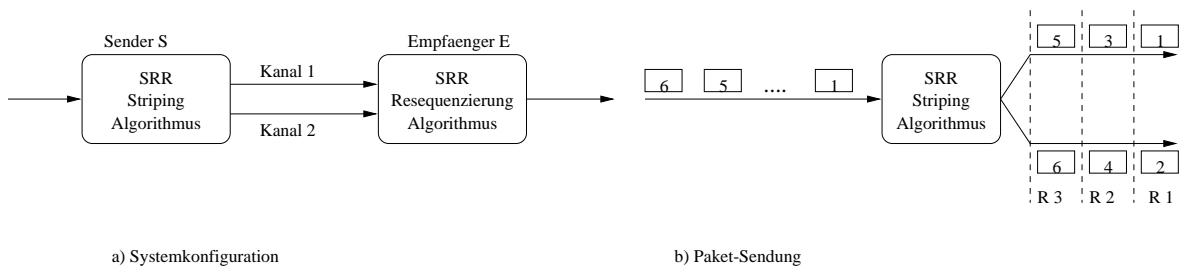 Sender S
Empfaenger E
SRR
Striping
Algorithmus
Kanal 1
Kanal 2
SRR
Resequenzierung
Algorithmus
a) Systemkonfiguration
6 5 .... 1
SRR
Striping
Algorithmus
5 3 1
6 4 2
R 3 R 2 R 1
b) Paket-Sendung